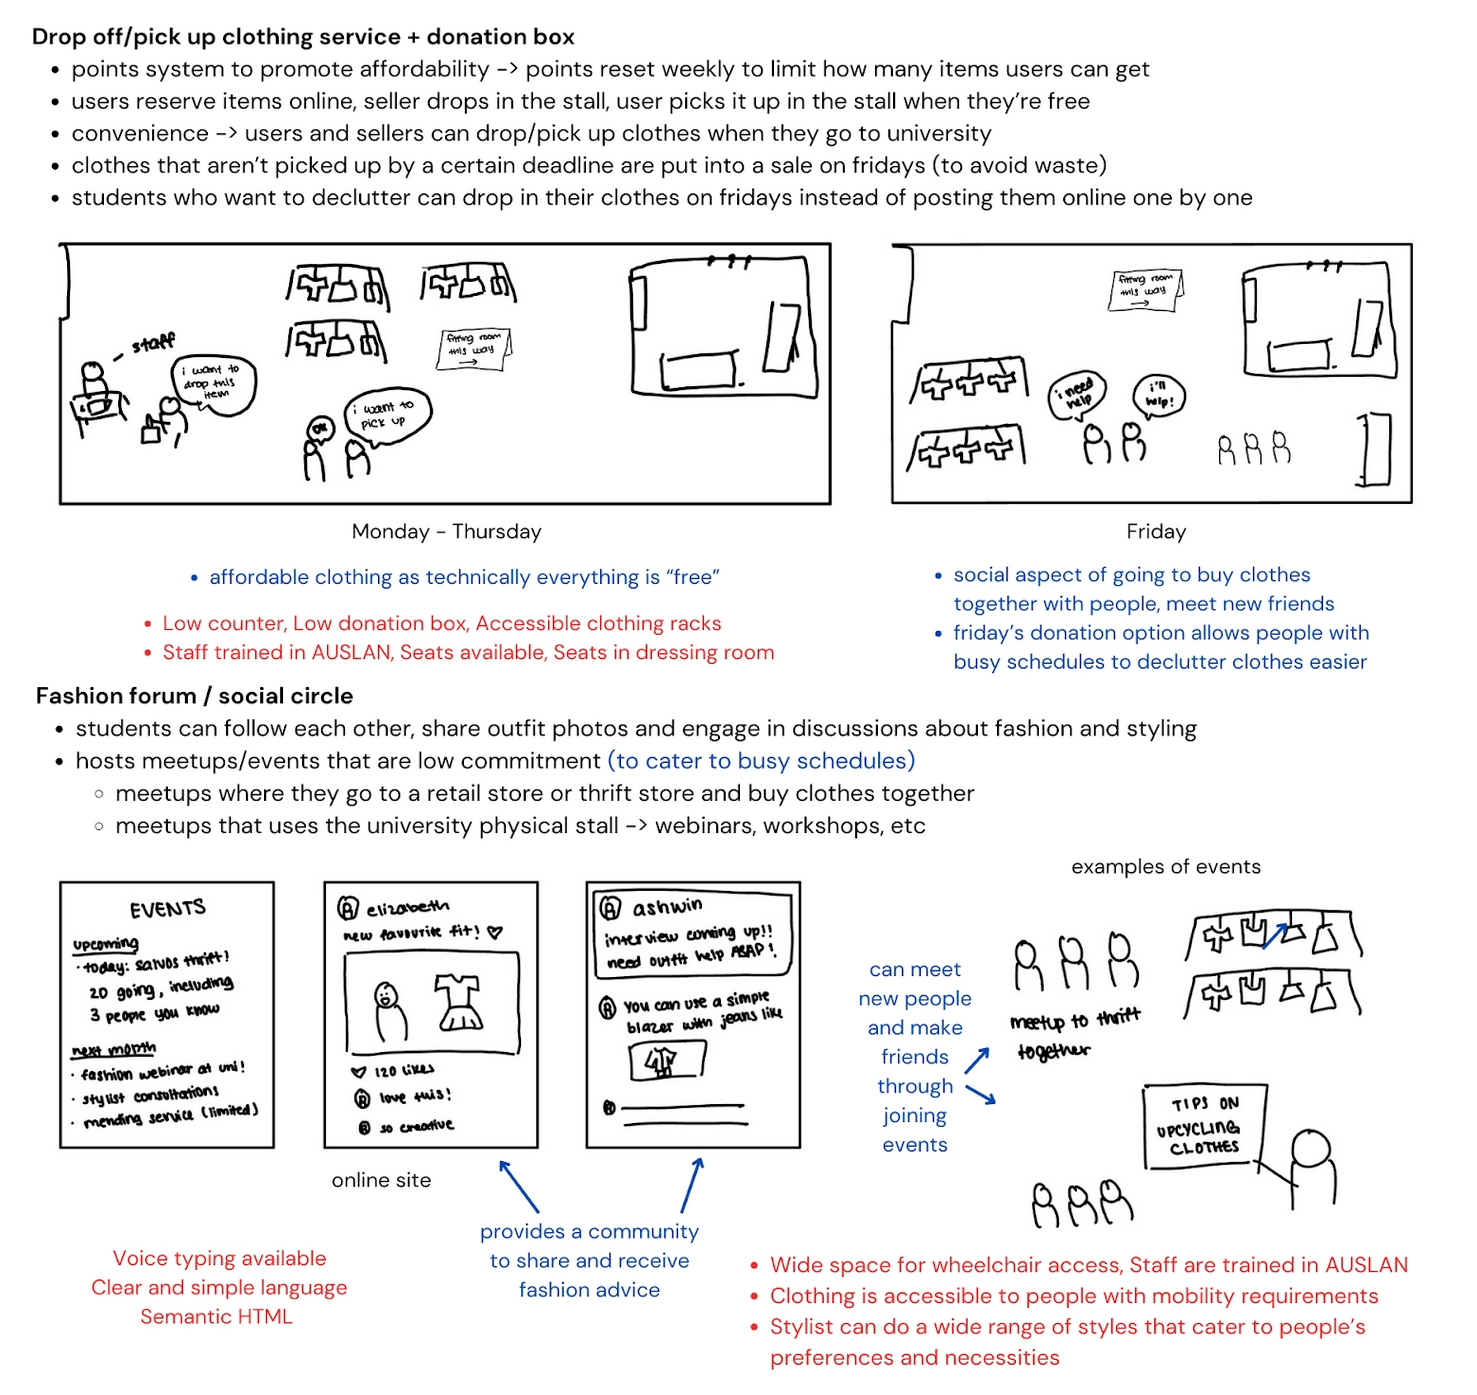 Drop off/pick up clothing service + donation box
• points system to promote affordability -> points reset weekly to limit how many items users can get
• users reserve items online, seller drops in the stall, user picks it up in the stall when they're free
• convenience -> users and sellers can drop/pick up clothes when they go to university
• clothes that aren't picked up by a certain deadline are put into a sale on fridays (to avoid waste)
• students who want to declutter can drop in their clothes on fridays instead of posting them online one by one
staff
i want to
drop this
item
fitting room
this way
→
i want to
pick up
OK
Monday - Thursday
fitting room
this way
→
i need
help
i'll
help!
Friday
• affordable clothing as technically everything is "free"
• Low counter, Low donation box, Accessible clothing racks
• Staff trained in AUSLAN, Seats available, Seats in dressing room
• social aspect of going to buy clothes
together with people, meet new friends
• friday's donation option allows people with
busy schedules to declutter clothes easier
Fashion forum / social circle
• students can follow each other, share outfit photos and engage in discussions about fashion and styling
• hosts meetups/events that are low commitment (to cater to busy schedules)
◦ meetups where they go to a retail store or thrift store and buy clothes together
◦ meetups that uses the university physical stall -> webinars, workshops, etc
EVENTS
upcoming
· today: salvos thrift!
20 going, including
3 people you know
next month
· fashion webinar at uni!
· stylist consultations
· mending service (limited)
elizabeth
new favourite fit! ♡
♡ 120 likes
love this!
so creative
ashwin
interview coming up!!
need outfit help ASAP!
you can use a simple
blazer with jeans like
online site
provides a community
to share and receive
fashion advice
Voice typing available
Clear and simple language
Semantic HTML
examples of events
can meet
new people
and make
friends
through
joining
events
meetup to thrift
together
TIPS ON
UPCYCLING
CLOTHES
• Wide space for wheelchair access, Staff are trained in AUSLAN
• Clothing is accessible to people with mobility requirements
• Stylist can do a wide range of styles that cater to people's
preferences and necessities